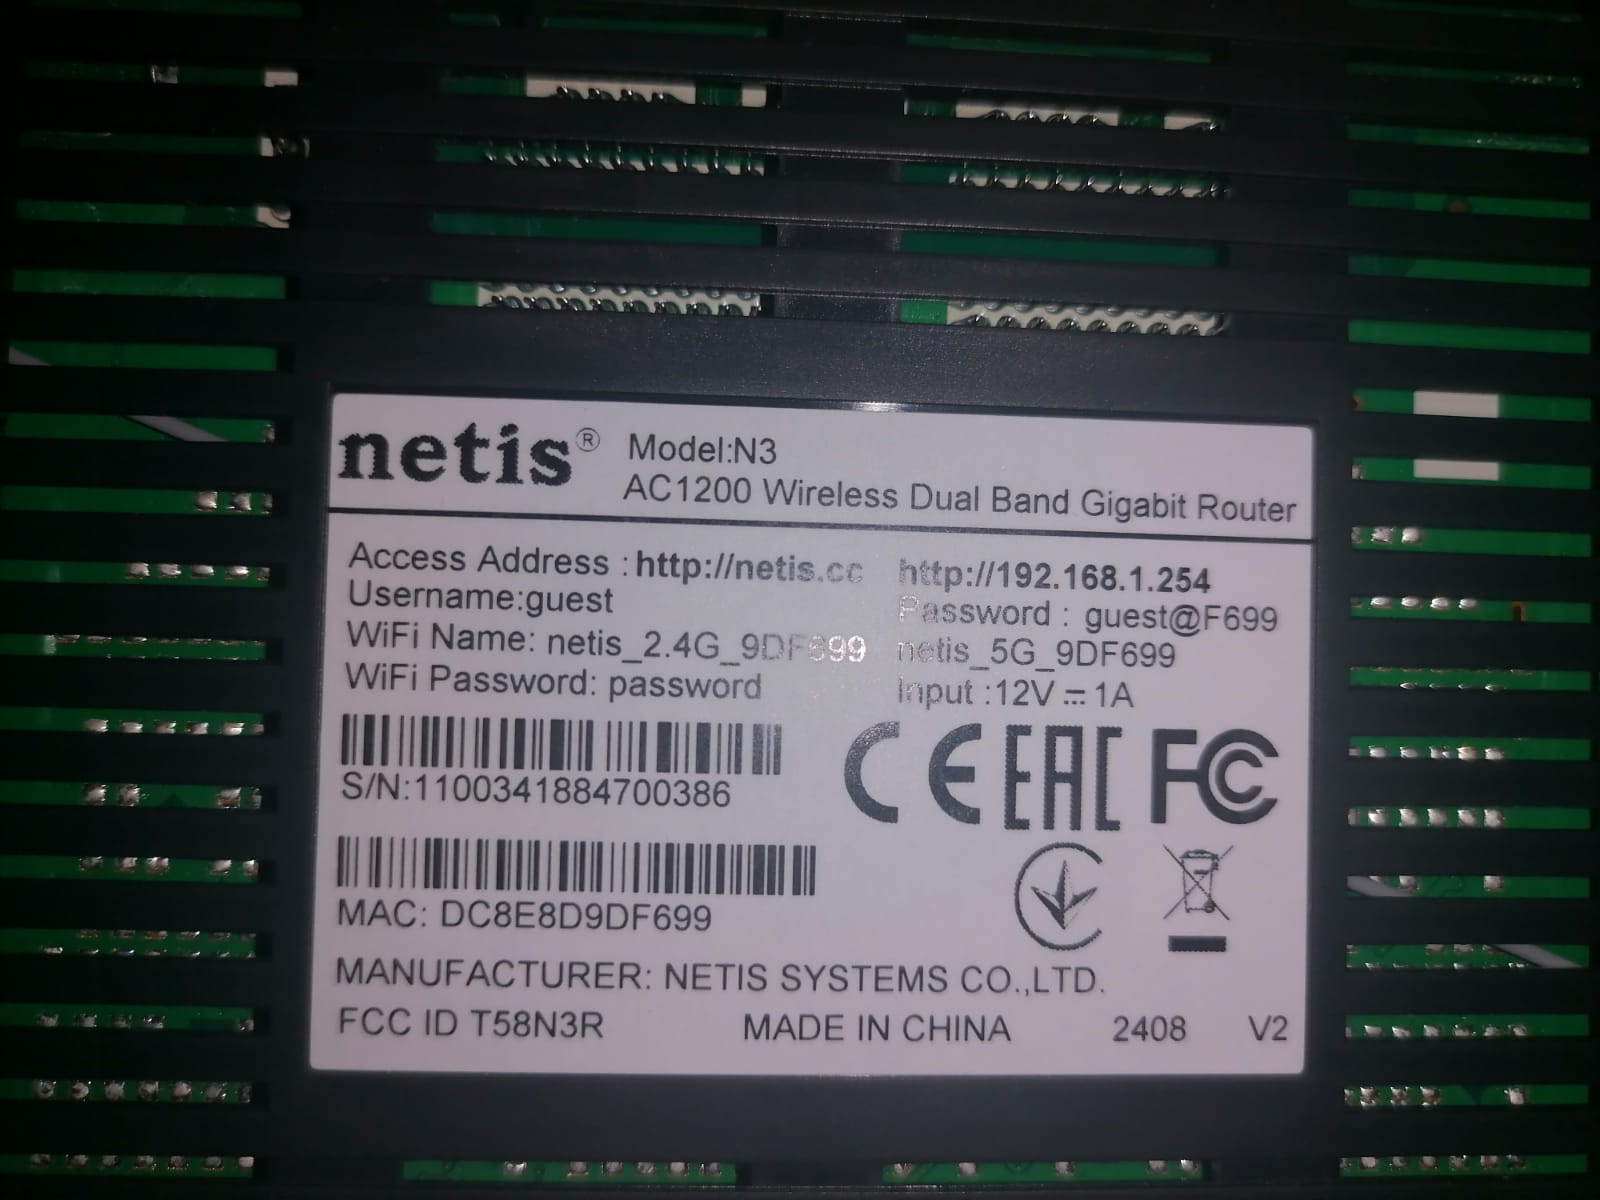 netis® Model:N3
AC1200 Wireless Dual Band Gigabit Router
Access Address : http://netis.cc http://192.168.1.254
Username:guest Password : guest@F699
WiFi Name: netis_2.4G_9DF699 netis_5G_9DF699
WiFi Password: password Input :12V ⎓ 1A
S/N:1100341884700386
CE EAC FC
MAC: DC8E8D9DF699
MANUFACTURER: NETIS SYSTEMS CO.,LTD.
FCC ID T58N3R MADE IN CHINA 2408 V2